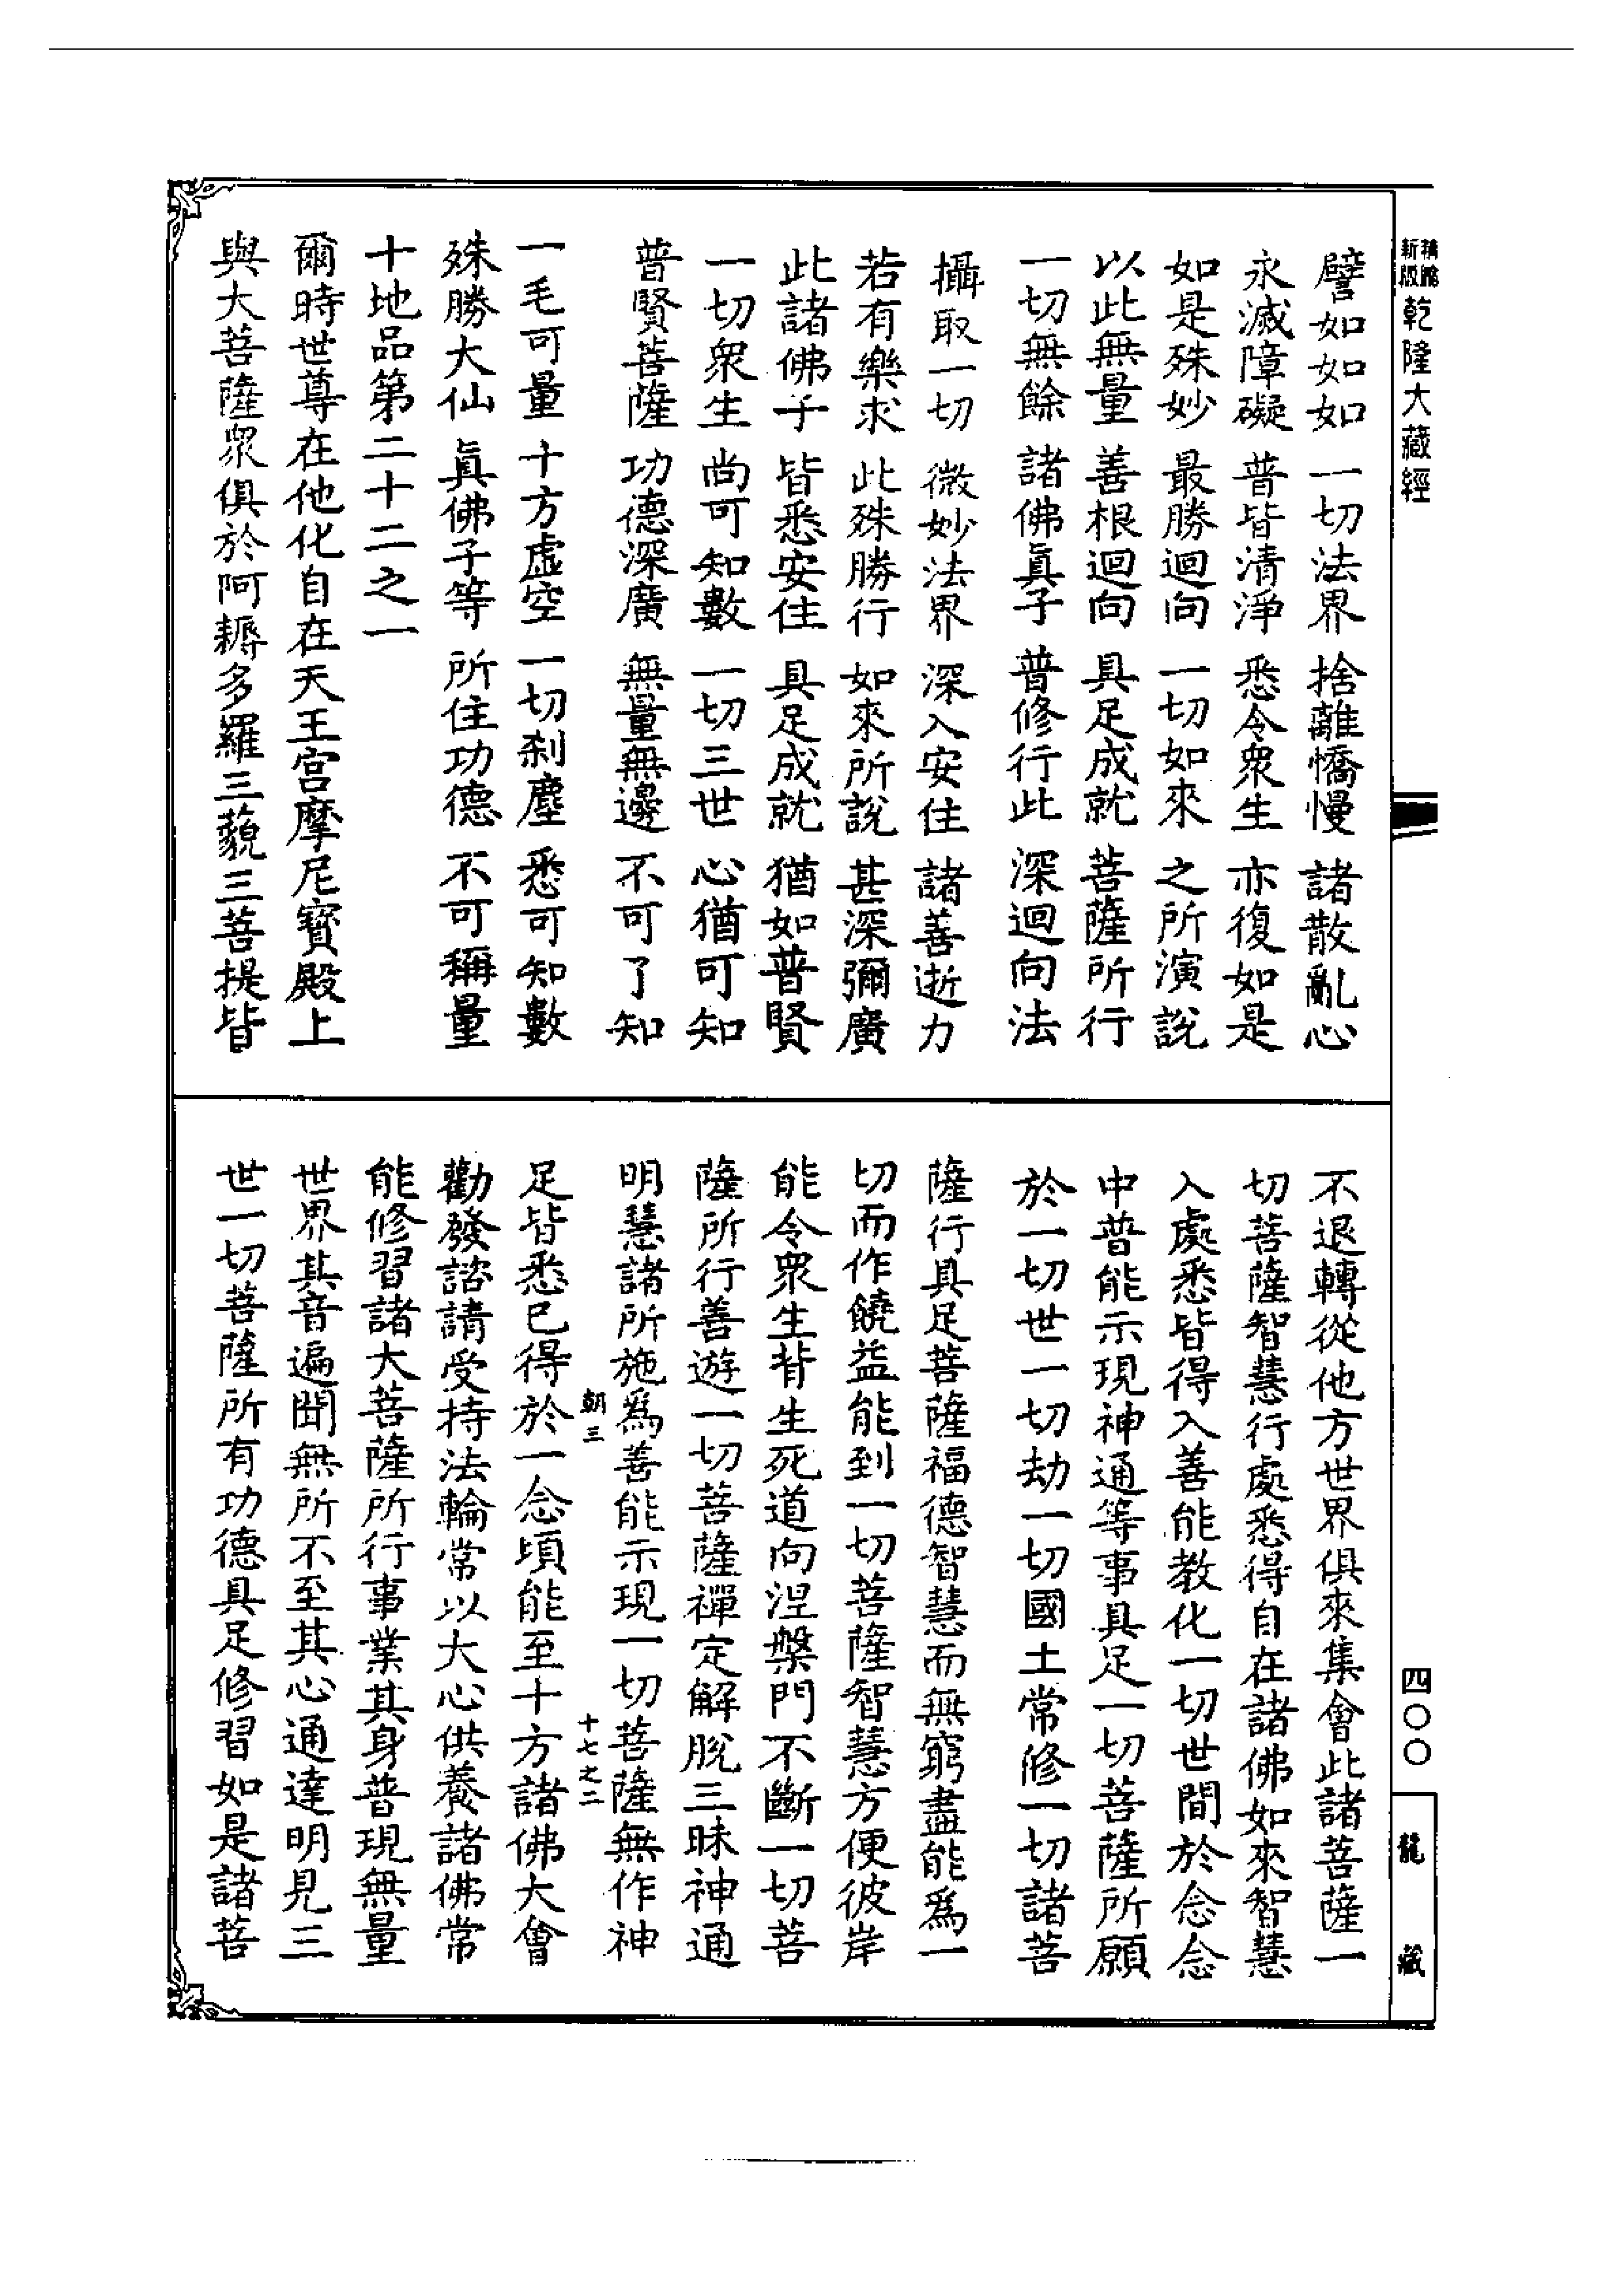 新版
精縮
乾隆大藏經
譬如如如　一切法界　捨離憍慢　諸散亂心
永滅障礙　普皆清淨　悉令衆生　亦復如是
如是殊妙　最勝迴向　一切如來　之所演說
以此無量　善根迴向　具足成就　菩薩所行
一切無餘　諸佛眞子　普修行此　深迴向法
攝取一切　微妙法界　深入安住　諸善逝力
若有樂求　此殊勝行　如來所說　甚深彌廣
此諸佛子　皆悉安住　具足成就　猶如普賢
一切衆生　尚可知數　一切三世　心猶可知
普賢菩薩　功德深廣　無量無邊　不可了知
一毛可量　十方虛空　一切刹塵　悉可知數
殊勝大仙　眞佛子等　所住功德　不可稱量
十地品第二十二之一
爾時世尊在他化自在天王宮摩尼寶殿上
與大菩薩衆俱於阿耨多羅三藐三菩提皆
不退轉從他方世界俱來集會此諸菩薩一
切菩薩智慧行處悉得自在諸佛如來智慧
入處悉皆得入善能教化一切世間於念念
中普能示現神通等事具足一切菩薩所願
於一切世一切劫一切國土常修一切諸菩
薩行具足菩薩福德智慧而無窮盡能爲一
切而作饒益能到一切菩薩智慧方便彼岸
能令衆生背生死道向涅槃門不斷一切菩
薩所行善遊一切菩薩禪定解脫三昧神通
明慧諸所施爲善能示現一切菩薩無作神
朝三　十七之二
足皆悉已得於一念頃能至十方諸佛大會
勸發諮請受持法輪常以大心供養諸佛常
能修習諸大菩薩所行事業其身普現無量
世界其音遍聞無所不至其心通達明見三
世一切菩薩所有功德具足修習如是諸菩
四〇〇
龍藏